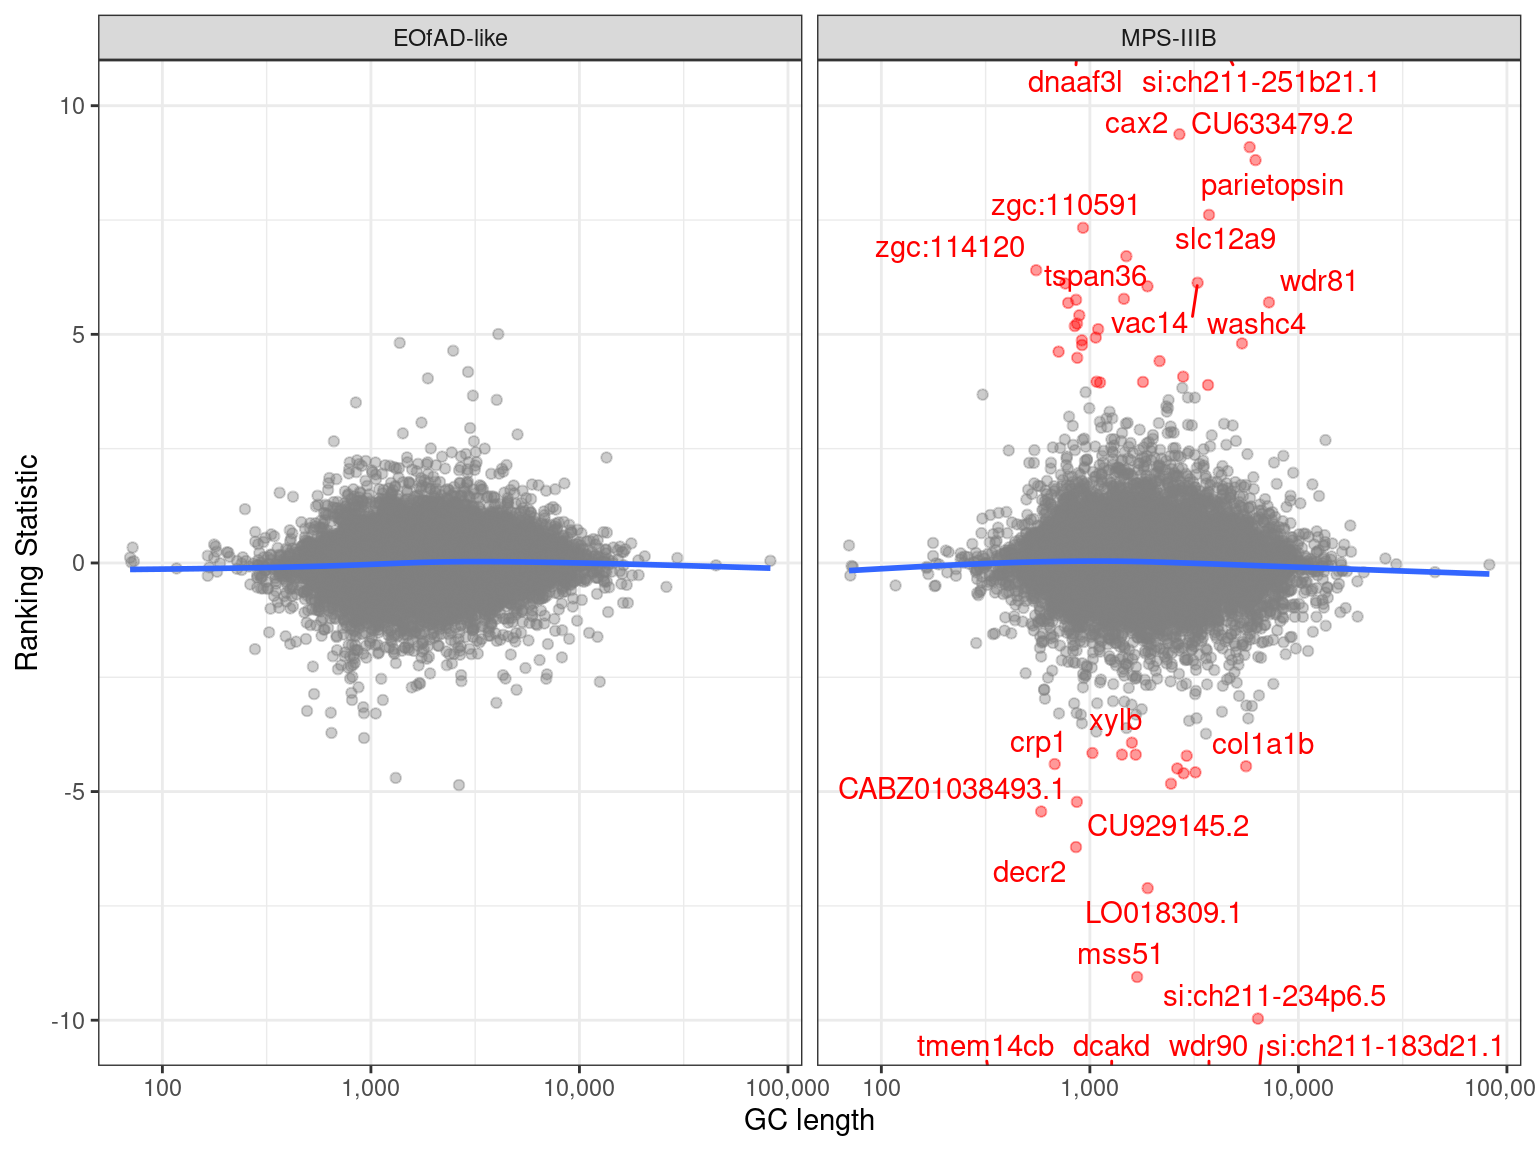 EOfAD-like
MPS-IIIB
Ranking Statistic
10
5
0
-5
-10
dnaaf3l
si:ch211-251b21.1
cax2
CU633479.2
parietopsin
zgc:110591
slc12a9
zgc:114120
tspan36
wdr81
vac14
washc4
xylb
crp1
col1a1b
CABZ01038493.1
CU929145.2
decr2
LO018309.1
mss51
si:ch211-234p6.5
tmem14cb
dcakd
wdr90
si:ch211-183d21.1
100
1,000
10,000
100,000
100
1,000
10,000
100,00
GC length